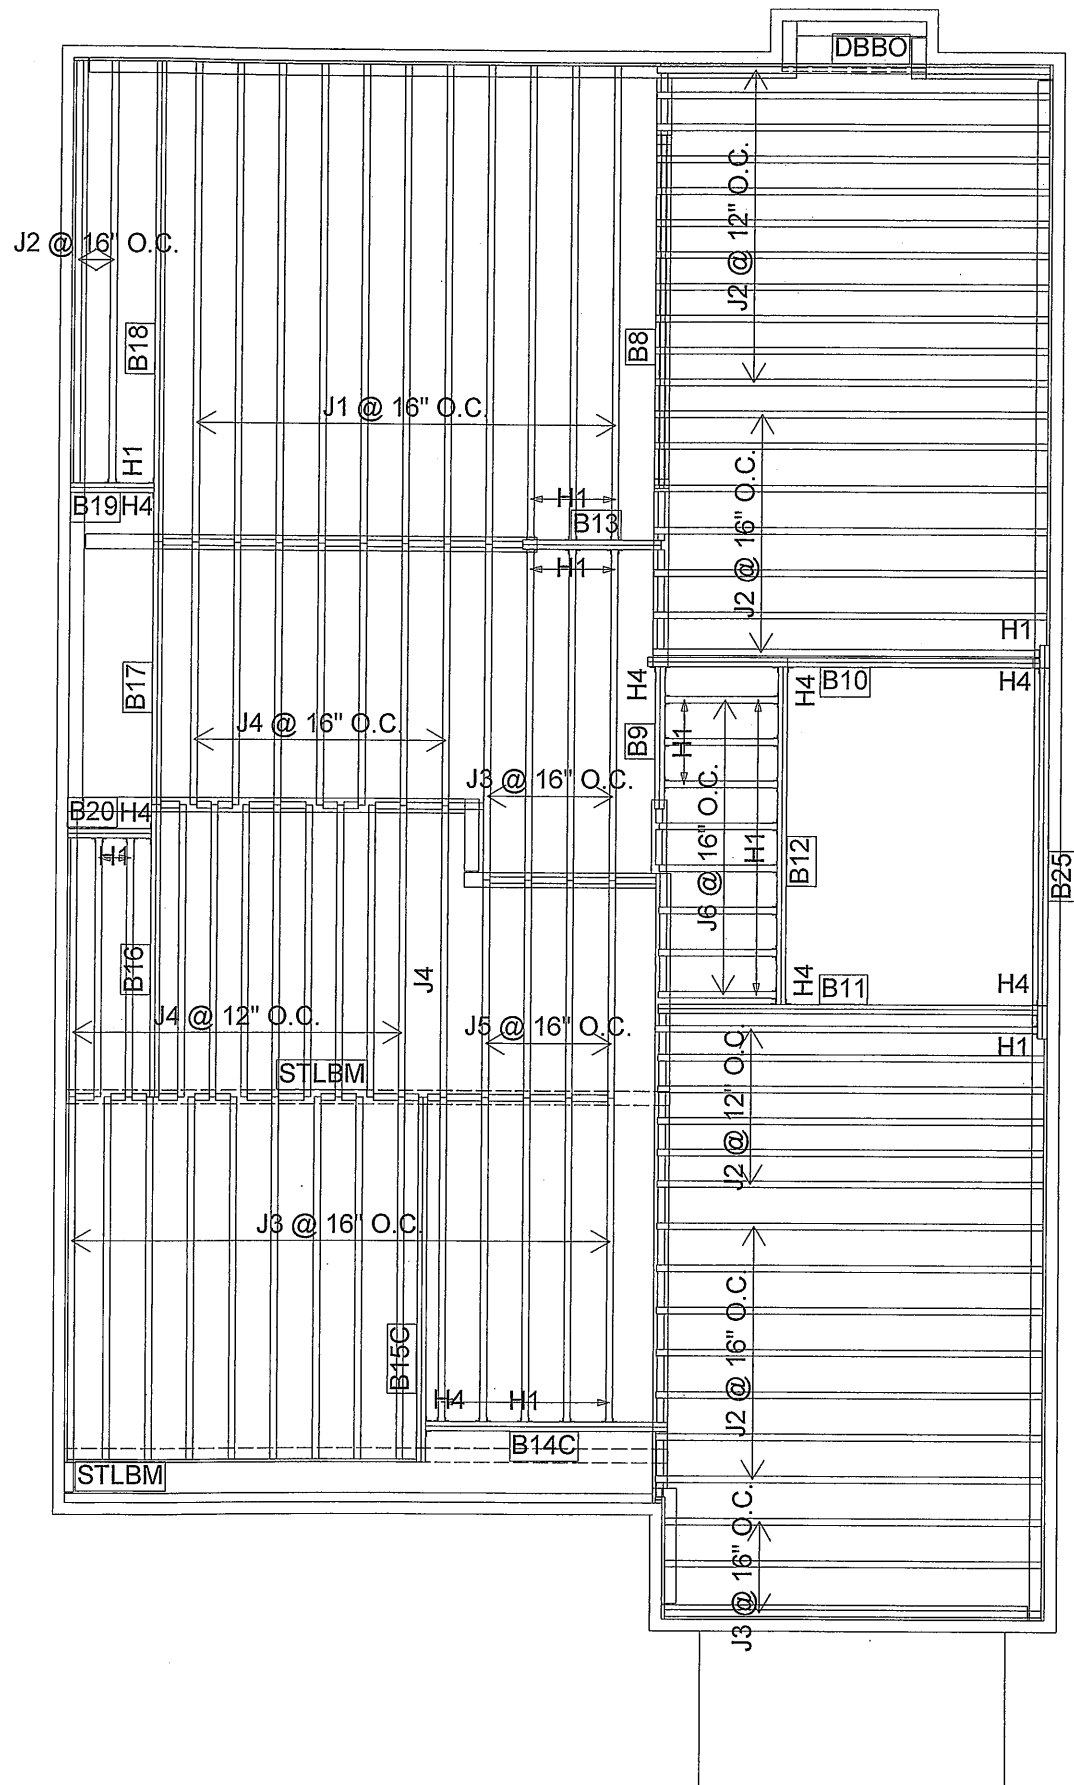 DBBO
J2 @ 12" O.C.
J2 @ 16" O.C.
B18
B8
J1 @ 16" O.C.
H1
J2 @ 16" O.C.
H1
B19 H4
B13
H1
H1
H4
H4
B10
H4
B17
B9
H1
J4 @ 16" O.C.
J3 @ 16" O.C.
J6 @ 16" O.C.
H1
B12
B25
B20 H4
H1
B16
J4
H4
B11
H4
J4 @ 12" O.C.
J5 @ 16" O.C.
H1
STLBM
J2 @ 12" O.C.
J3 @ 16" O.C.
J2 @ 16" O.C.
B15C
H4
H1
B14C
STLBM
J3 @ 16" O.C.